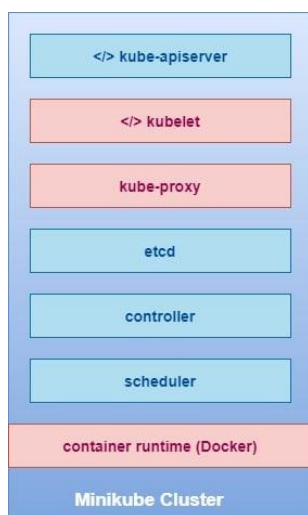 </> kube-apiserver
</> kubelet
kube-proxy
etcd
controller
scheduler
container runtime (Docker)
Minikube Cluster